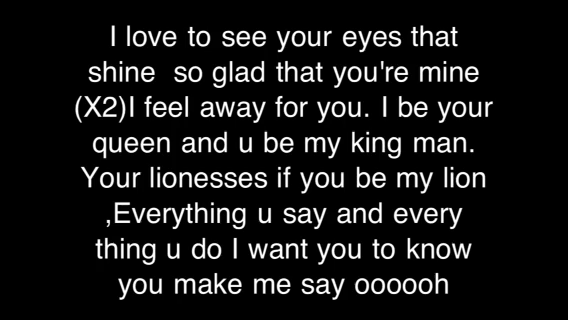 I love to see your eyes that
shine  so glad that you're mine
(X2)I feel away for you. I be your
queen and u be my king man.
Your lionesses if you be my lion
,Everything u say and every
thing u do I want you to know
you make me say oooooh